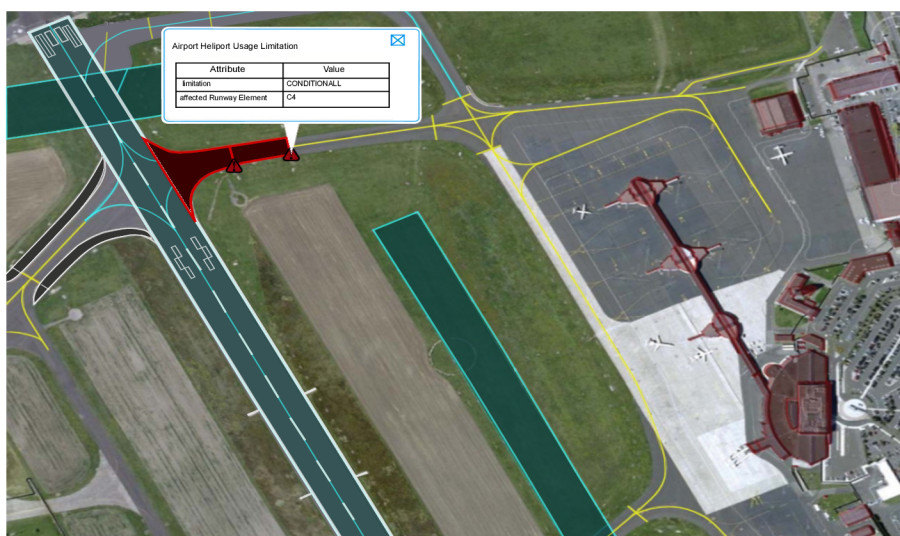 Airport Heliport Usage Limitation
Attribute Value
limitation CONDITIONALL
affected Runway Element C4